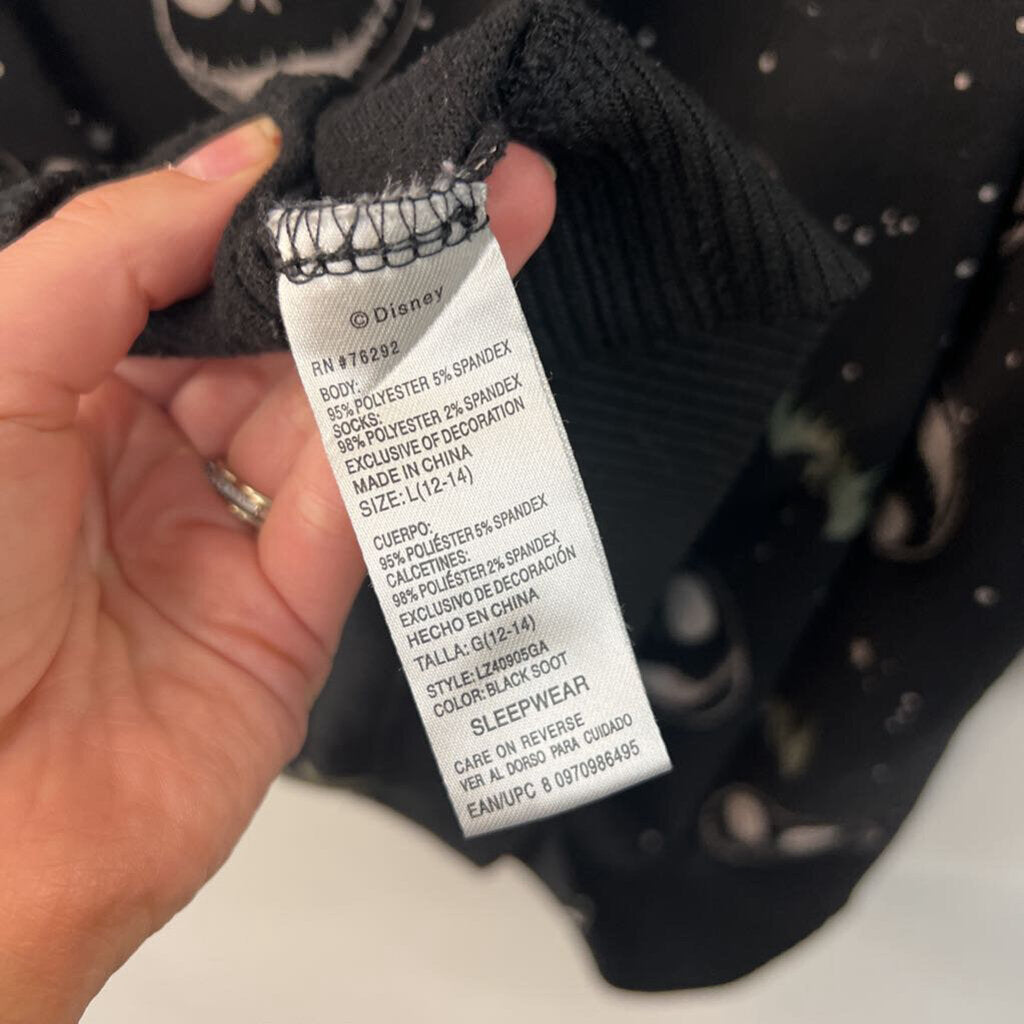 © Disney
RN #76292
BODY:
95% POLYESTER 5% SPANDEX
SOCKS:
98% POLYESTER 2% SPANDEX
EXCLUSIVE OF DECORATION
MADE IN CHINA
SIZE: L(12-14)
CUERPO:
95% POLIÉSTER 5% SPANDEX
CALCETINES:
98% POLIÉSTER 2% SPANDEX
EXCLUSIVO DE DECORACIÓN
HECHO EN CHINA
TALLA: G(12-14)
STYLE: LZ40905GA
COLOR: BLACK SOOT
SLEEPWEAR
CARE ON REVERSE
VER AL DORSO PARA CUIDADO
EAN/UPC 8 0970986495